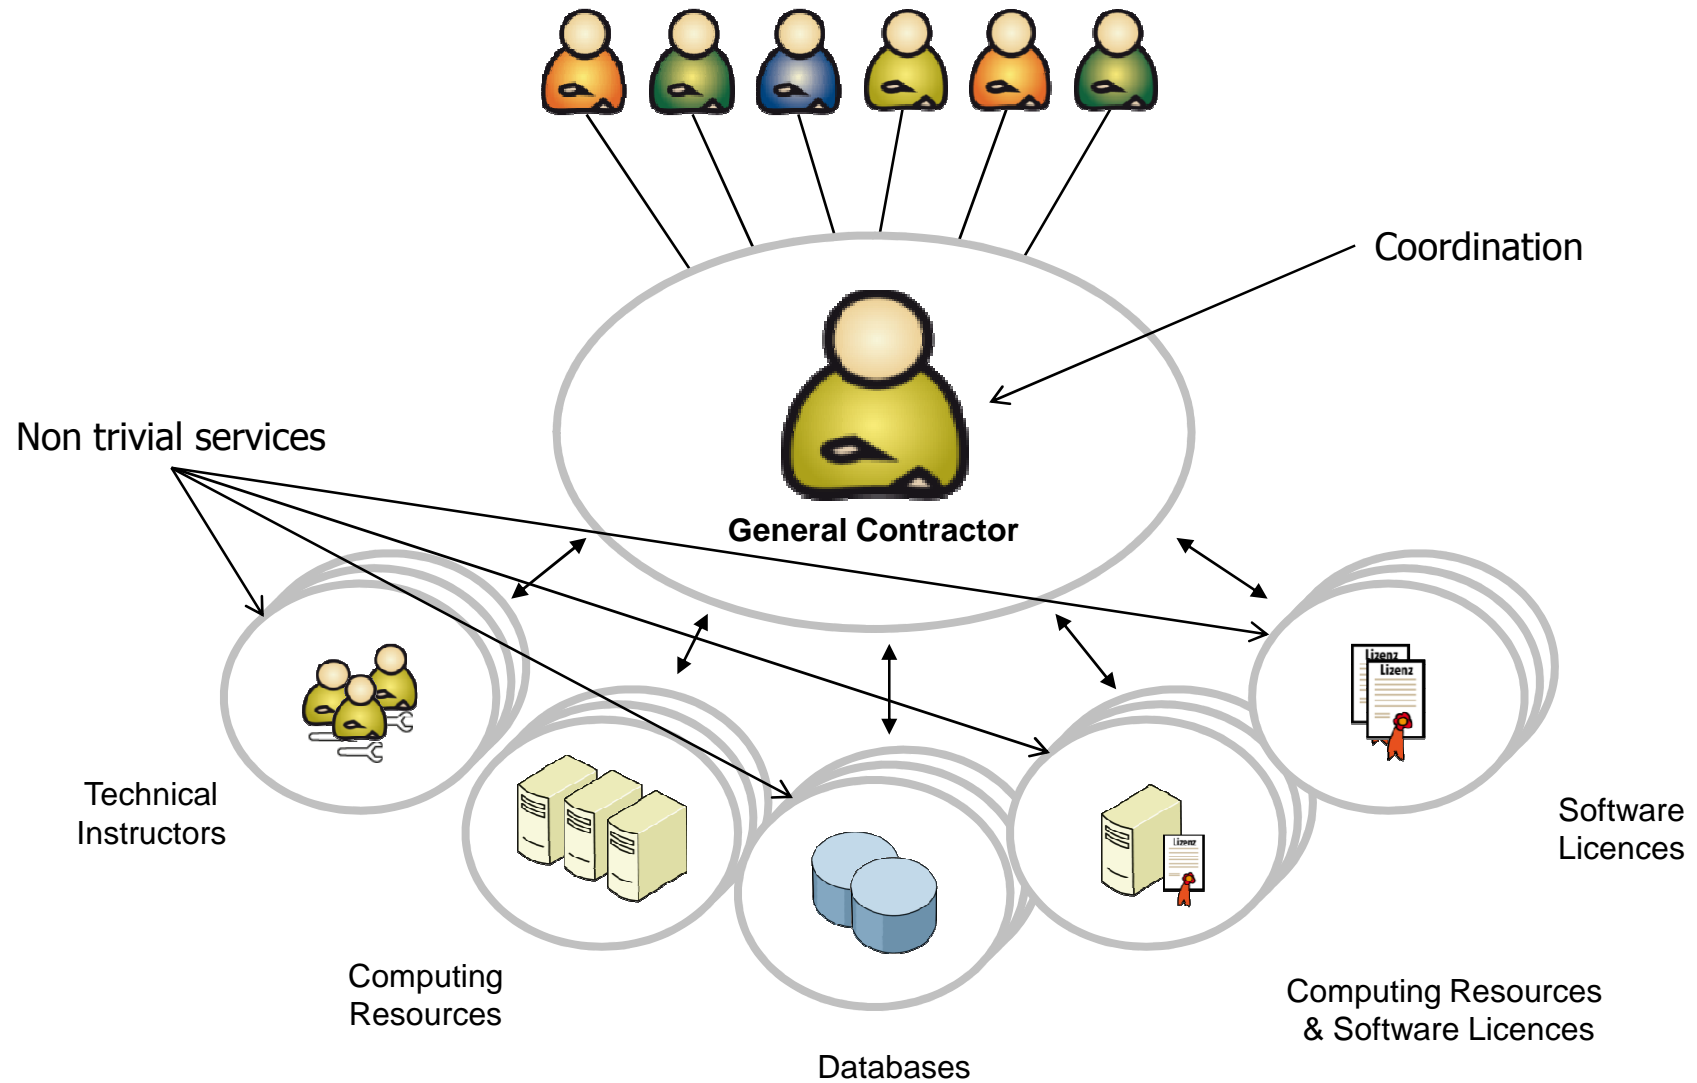 Coordination
Non trivial services
General Contractor
Lizenz
Lizenz
Technical
Instructors
Lizenz
Software
Licences
Computing
Resources
Computing Resources
& Software Licences
Databases